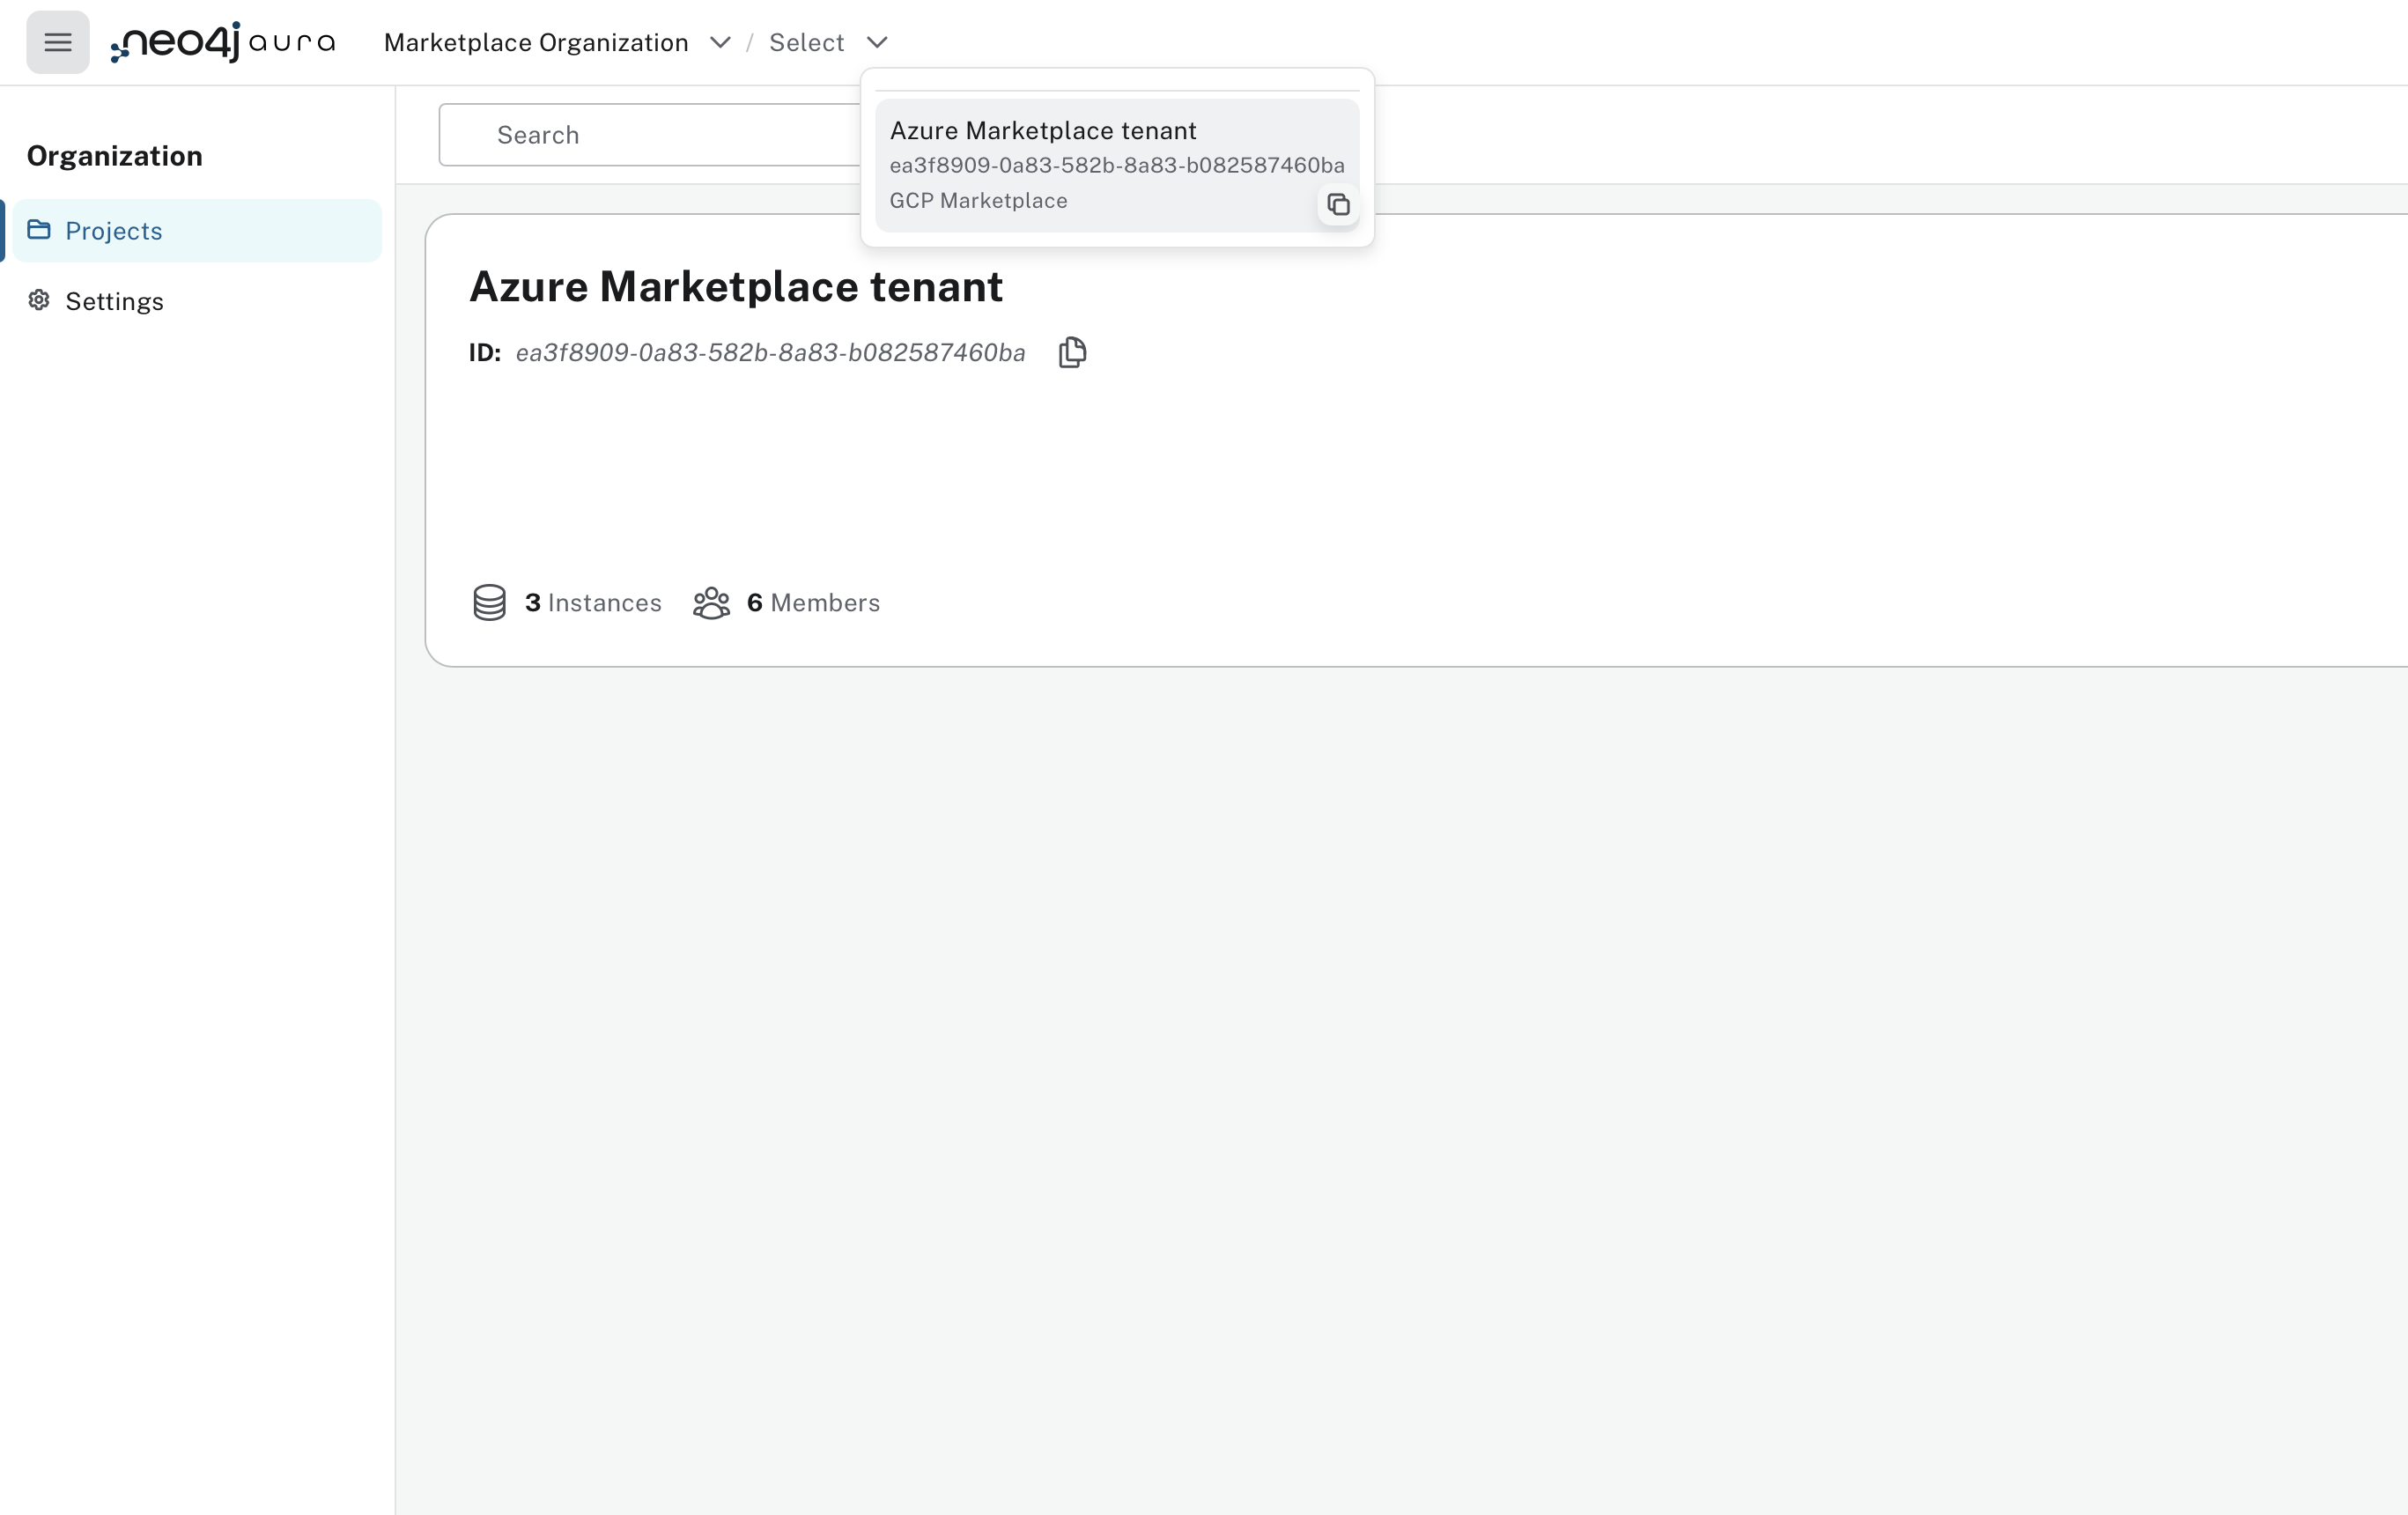 neo4j aura
Marketplace Organization / Select
Azure Marketplace tenant
ea3f8909-0a83-582b-8a83-b082587460ba
GCP Marketplace
Organization
Projects
Settings
Search
Azure Marketplace tenant
ID: ea3f8909-0a83-582b-8a83-b082587460ba
3 Instances 6 Members